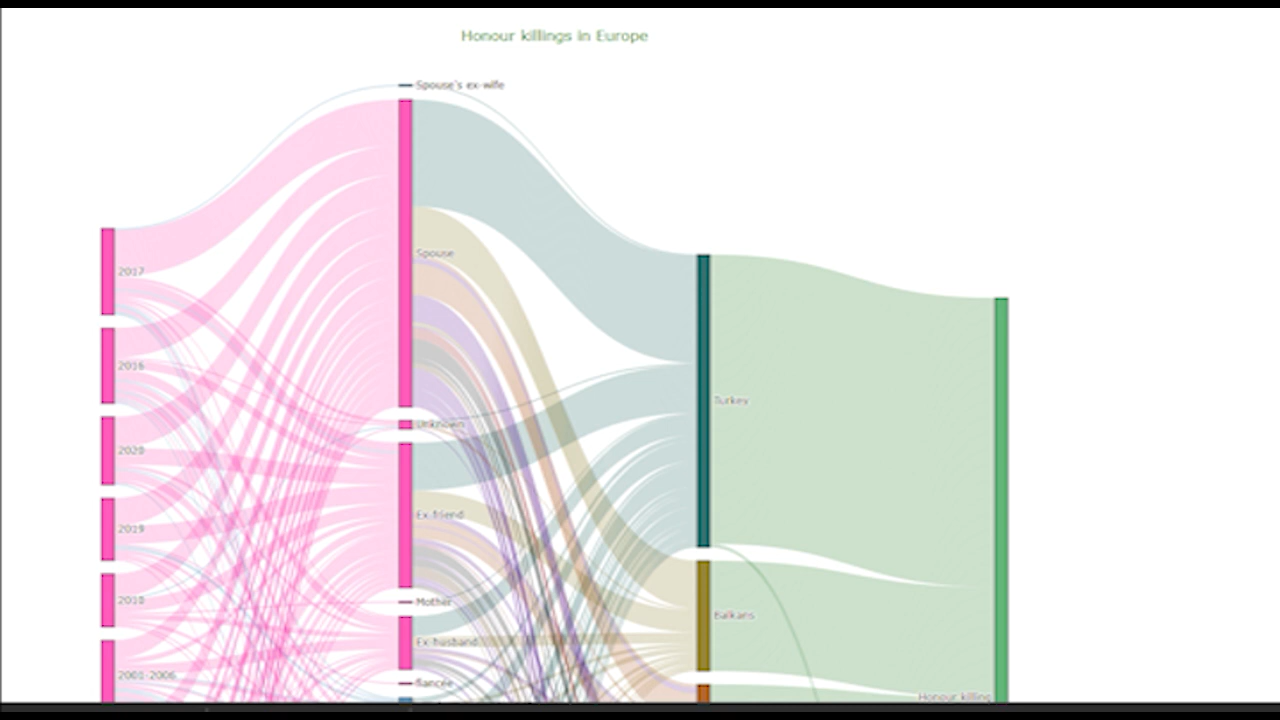 Honour killings in Europe
Spouse's ex-wife
Spouse
2017
2016
Turkey
Unknown
2020
Ex-friend
2019
2018
Mother
Balkans
Ex-husband
2001-2006
fiancée
Honour killing